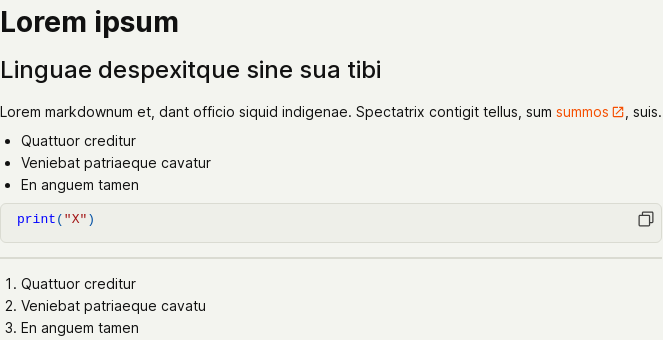 Lorem ipsum
Linguae despexitque sine sua tibi
Lorem markdownum et, dant officio siquid indigenae. Spectatrix contigit tellus, sum summos, suis.
• Quattuor creditur
• Veniebat patriaeque cavatur
• En anguem tamen
print("X")
1. Quattuor creditur
2. Veniebat patriaeque cavatu
3. En anguem tamen